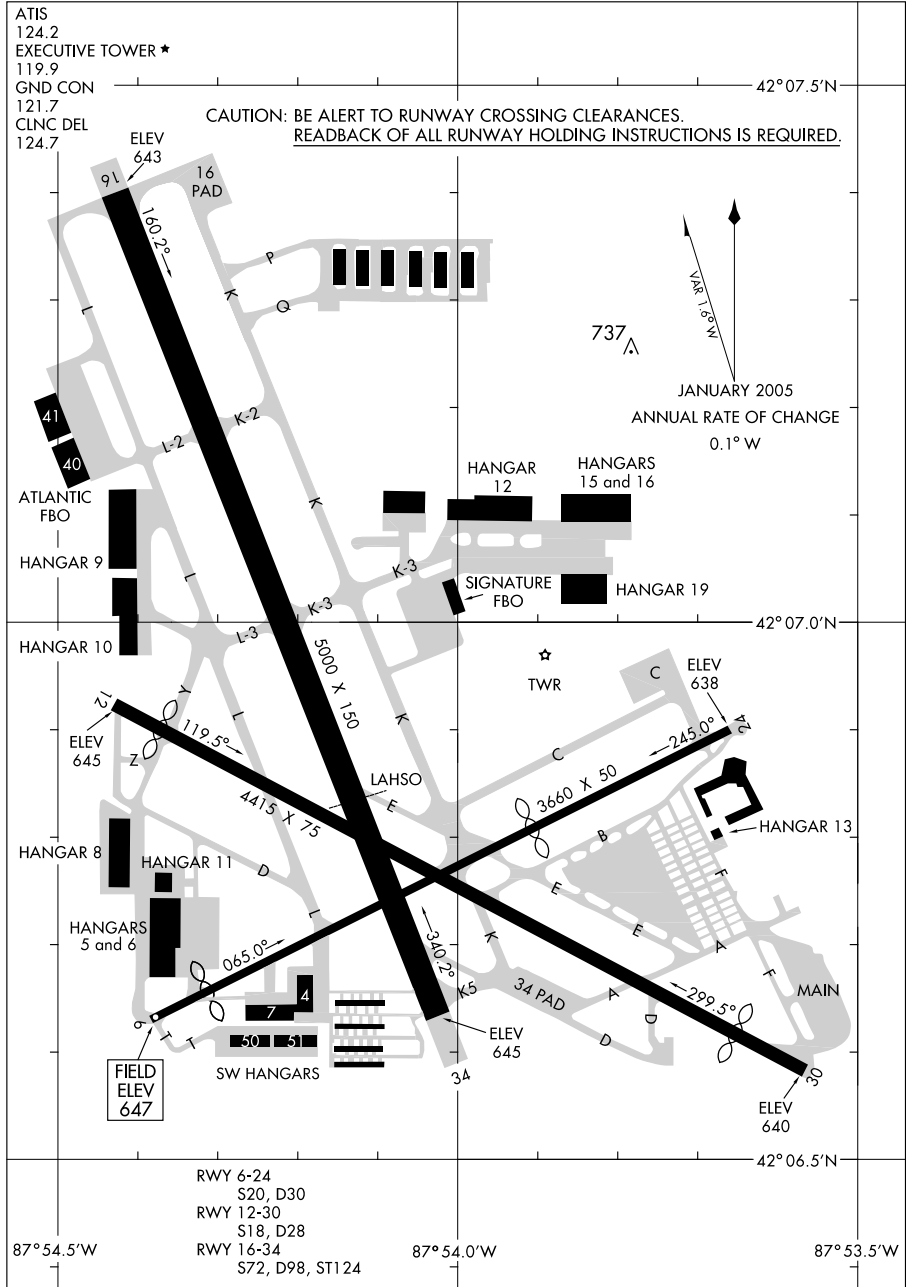 ATIS
124.2
EXECUTIVE TOWER ★
119.9
GND CON
121.7
CLNC DEL
124.7
42°07.5'N
CAUTION: BE ALERT TO RUNWAY CROSSING CLEARANCES.
READBACK OF ALL RUNWAY HOLDING INSTRUCTIONS IS REQUIRED.
ELEV
643
16
16
PAD
160.2°
P
K
Q
L
VAR 1.6° W
737
JANUARY 2005
ANNUAL RATE OF CHANGE
0.1° W
41
40
K-2
L-2
ATLANTIC
FBO
HANGAR
12
HANGARS
15 and 16
K
HANGAR 9
K-3
L
SIGNATURE
FBO
HANGAR 19
K-3
L-3
42°07.0'N
HANGAR 10
5000 X 150
TWR
C
ELEV
638
12
Y
L
K
24
ELEV
645
Z
119.5°
245.0°
C
LAHSO
4415 X 75
E
3660 X 50
HANGAR 13
B
HANGAR 8
HANGAR 11
D
F
E
L
E
HANGARS
5 and 6
065.0°
340.2°
K
A
F
K5
34 PAD
A
299.5°
MAIN
4
7
6
T
T
50
51
D
D
ELEV
645
SW HANGARS
34
30
FIELD
ELEV
647
ELEV
640
42°06.5'N
RWY 6-24
S20, D30
RWY 12-30
S18, D28
RWY 16-34
S72, D98, ST124
87°54.5'W
87°54.0'W
87°53.5'W